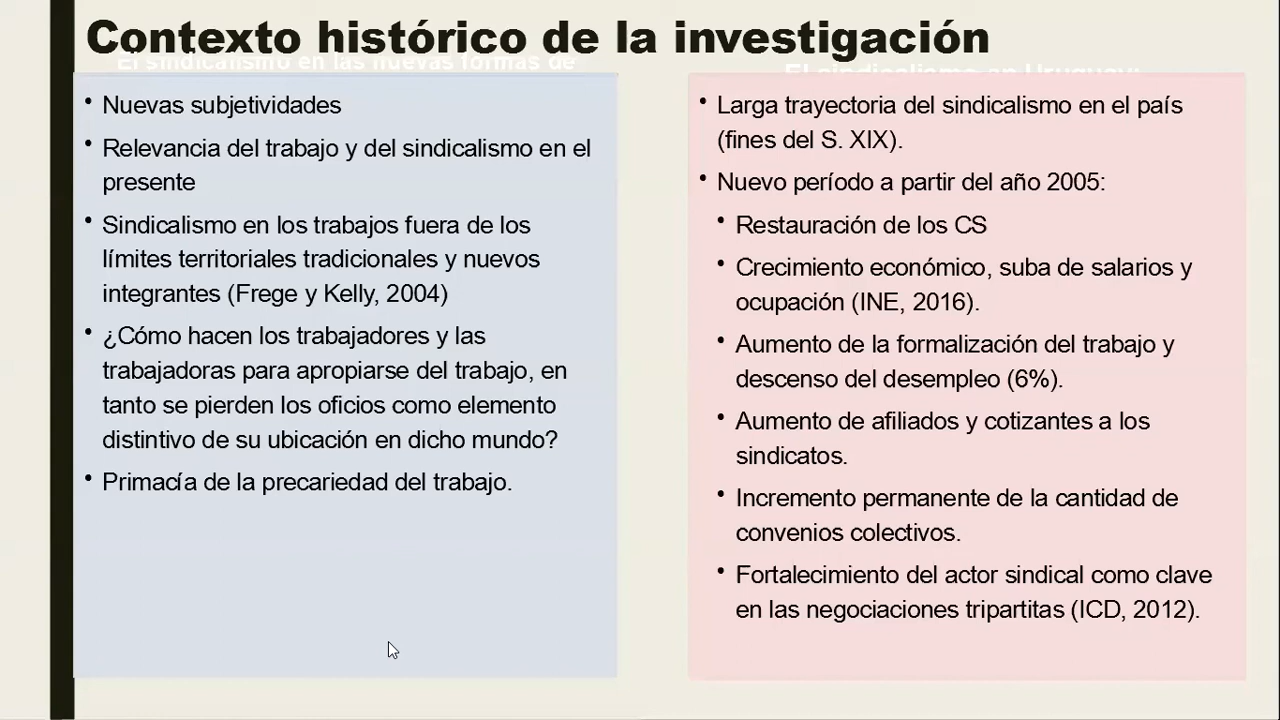 Contexto histórico de la investigación
El sindicalismo en las nuevas formas de
• Nuevas subjetividades
• Relevancia del trabajo y del sindicalismo en el
presente
• Sindicalismo en los trabajos fuera de los
límites territoriales tradicionales y nuevos
integrantes (Frege y Kelly, 2004)
• ¿Cómo hacen los trabajadores y las
trabajadoras para apropiarse del trabajo, en
tanto se pierden los oficios como elemento
distintivo de su ubicación en dicho mundo?
• Primacía de la precariedad del trabajo.
El sindicalismo en Uruguay:
• Larga trayectoria del sindicalismo en el país
(fines del S. XIX).
• Nuevo período a partir del año 2005:
• Restauración de los CS
• Crecimiento económico, suba de salarios y
ocupación (INE, 2016).
• Aumento de la formalización del trabajo y
descenso del desempleo (6%).
• Aumento de afiliados y cotizantes a los
sindicatos.
• Incremento permanente de la cantidad de
convenios colectivos.
• Fortalecimiento del actor sindical como clave
en las negociaciones tripartitas (ICD, 2012).